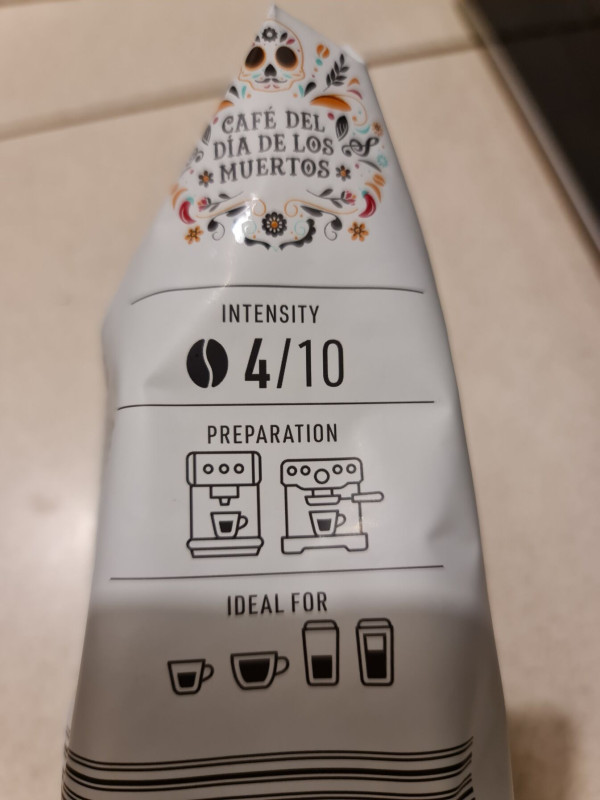 CAFÉ DEL
DÍA DE LOS
MUERTOS
INTENSITY
4/10
PREPARATION
IDEAL FOR